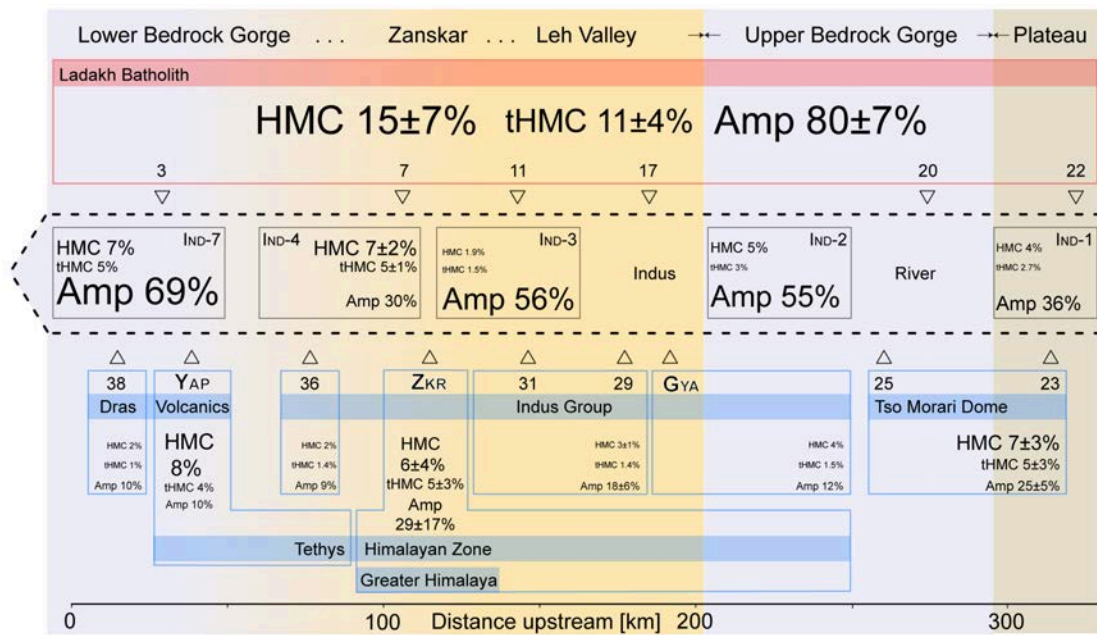 Lower Bedrock Gorge . . . Zanskar . . . Leh Valley Upper Bedrock Gorge Plateau
Ladakh Batholith
HMC 15±7% tHMC 11±4% Amp 80±7%
3 7 11 17 20 22
IND-7
HMC 7%
tHMC 5%
Amp 69%
IND-4
HMC 7±2%
tHMC 5±1%
Amp 30%
IND-3
HMC 1.9%
tHMC 1.5%
Amp 56%
Indus
IND-2
HMC 5%
tHMC 3%
Amp 55%
River
IND-1
HMC 4%
tHMC 2.7%
Amp 36%
38 YAP 36 ZKR 31 29 GYA 25 23
Dras Volcanics Indus Group Tso Morari Dome
HMC 2%
tHMC 1%
Amp 10%
HMC
8%
tHMC 4%
Amp 10%
HMC 2%
tHMC 1.4%
Amp 9%
HMC
6±4%
tHMC 5±3%
Amp
29±17%
HMC 3±1%
tHMC 1.4%
Amp 18±6%
HMC 4%
tHMC 1.5%
Amp 12%
HMC 7±3%
tHMC 5±3%
Amp 25±5%
Tethys Himalayan Zone
Greater Himalaya
0 100 200 300
Distance upstream [km]